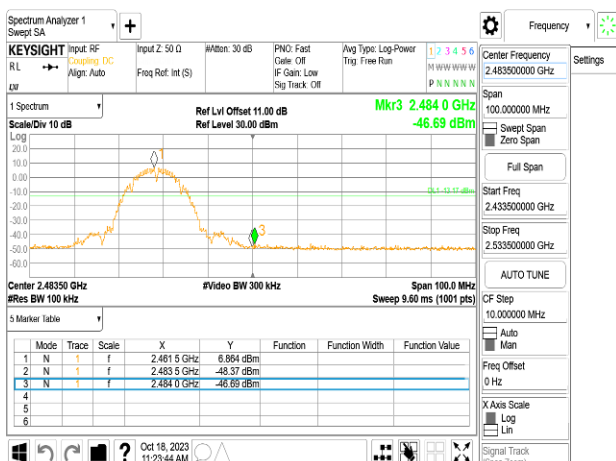 Spectrum Analyzer 1
Swept SA
Frequency
KEYSIGHT Input: RF Input Z: 50 Ω #Atten: 30 dB PNO: Fast Avg Type: Log-Power 1 2 3 4 5 6
RL Coupling: DC Gate: Off Trig: Free Run M W W W W W
Align: Auto Freq Ref: Int (S) IF Gain: Low
Sig Track: Off P N N N N N
LXI
Center Frequency
2.483500000 GHz
Settings
1 Spectrum
Scale/Div 10 dB
Ref Lvl Offset 11.00 dB
Ref Level 30.00 dBm
Mkr3 2.484 0 GHz
-46.69 dBm
Log
20.0
10.0
0.00
-10.0
-20.0
-30.0
-40.0
-50.0
-60.0
1
3
Center 2.48350 GHz #Video BW 300 kHz Span 100.0 MHz
#Res BW 100 kHz Sweep 9.60 ms (1001 pts)
Span
100.000000 MHz
Swept Span
Zero Span
Full Span
Start Freq
2.433500000 GHz
Stop Freq
2.533500000 GHz
AUTO TUNE
CF Step
10.000000 MHz
Auto
Man
Freq Offset
0 Hz
X Axis Scale
Log
Lin
Signal Track
5 Marker Table
Mode Trace Scale X Y Function Function Width Function Value
1 N 1 f 2.461 5 GHz 6.864 dBm
2 N 1 f 2.483 5 GHz -48.37 dBm
3 N 1 f 2.484 0 GHz -46.69 dBm
4
5
6
Oct 18, 2023
11:23:44 AM